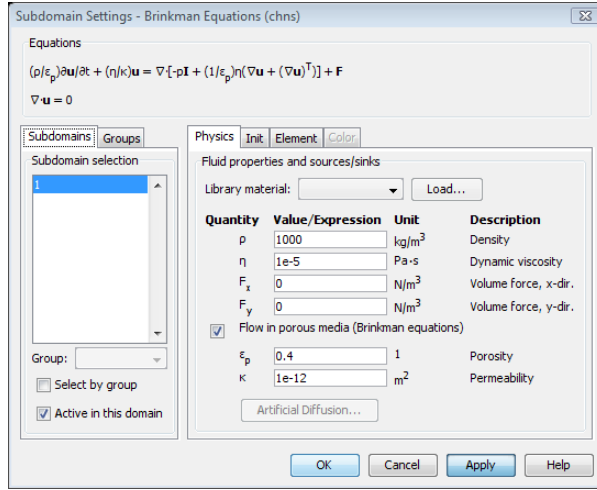 Subdomain Settings - Brinkman Equations (chns)
Equations
(ρ/εp)∂u/∂t + (η/κ)u = ∇·[-pI + (1/εp)η(∇u + (∇u)^T)] + F
∇·u = 0
Subdomains Groups
Subdomain selection
1
Group:
Select by group
Active in this domain
Physics Init Element Color
Fluid properties and sources/sinks
Library material: Load...
Quantity Value/Expression Unit Description
ρ 1000 kg/m³ Density
η 1e-5 Pa·s Dynamic viscosity
Fx 0 N/m³ Volume force, x-dir.
Fy 0 N/m³ Volume force, y-dir.
Flow in porous media (Brinkman equations)
εp 0.4 1 Porosity
κ 1e-12 m² Permeability
Artificial Diffusion...
OK Cancel Apply Help